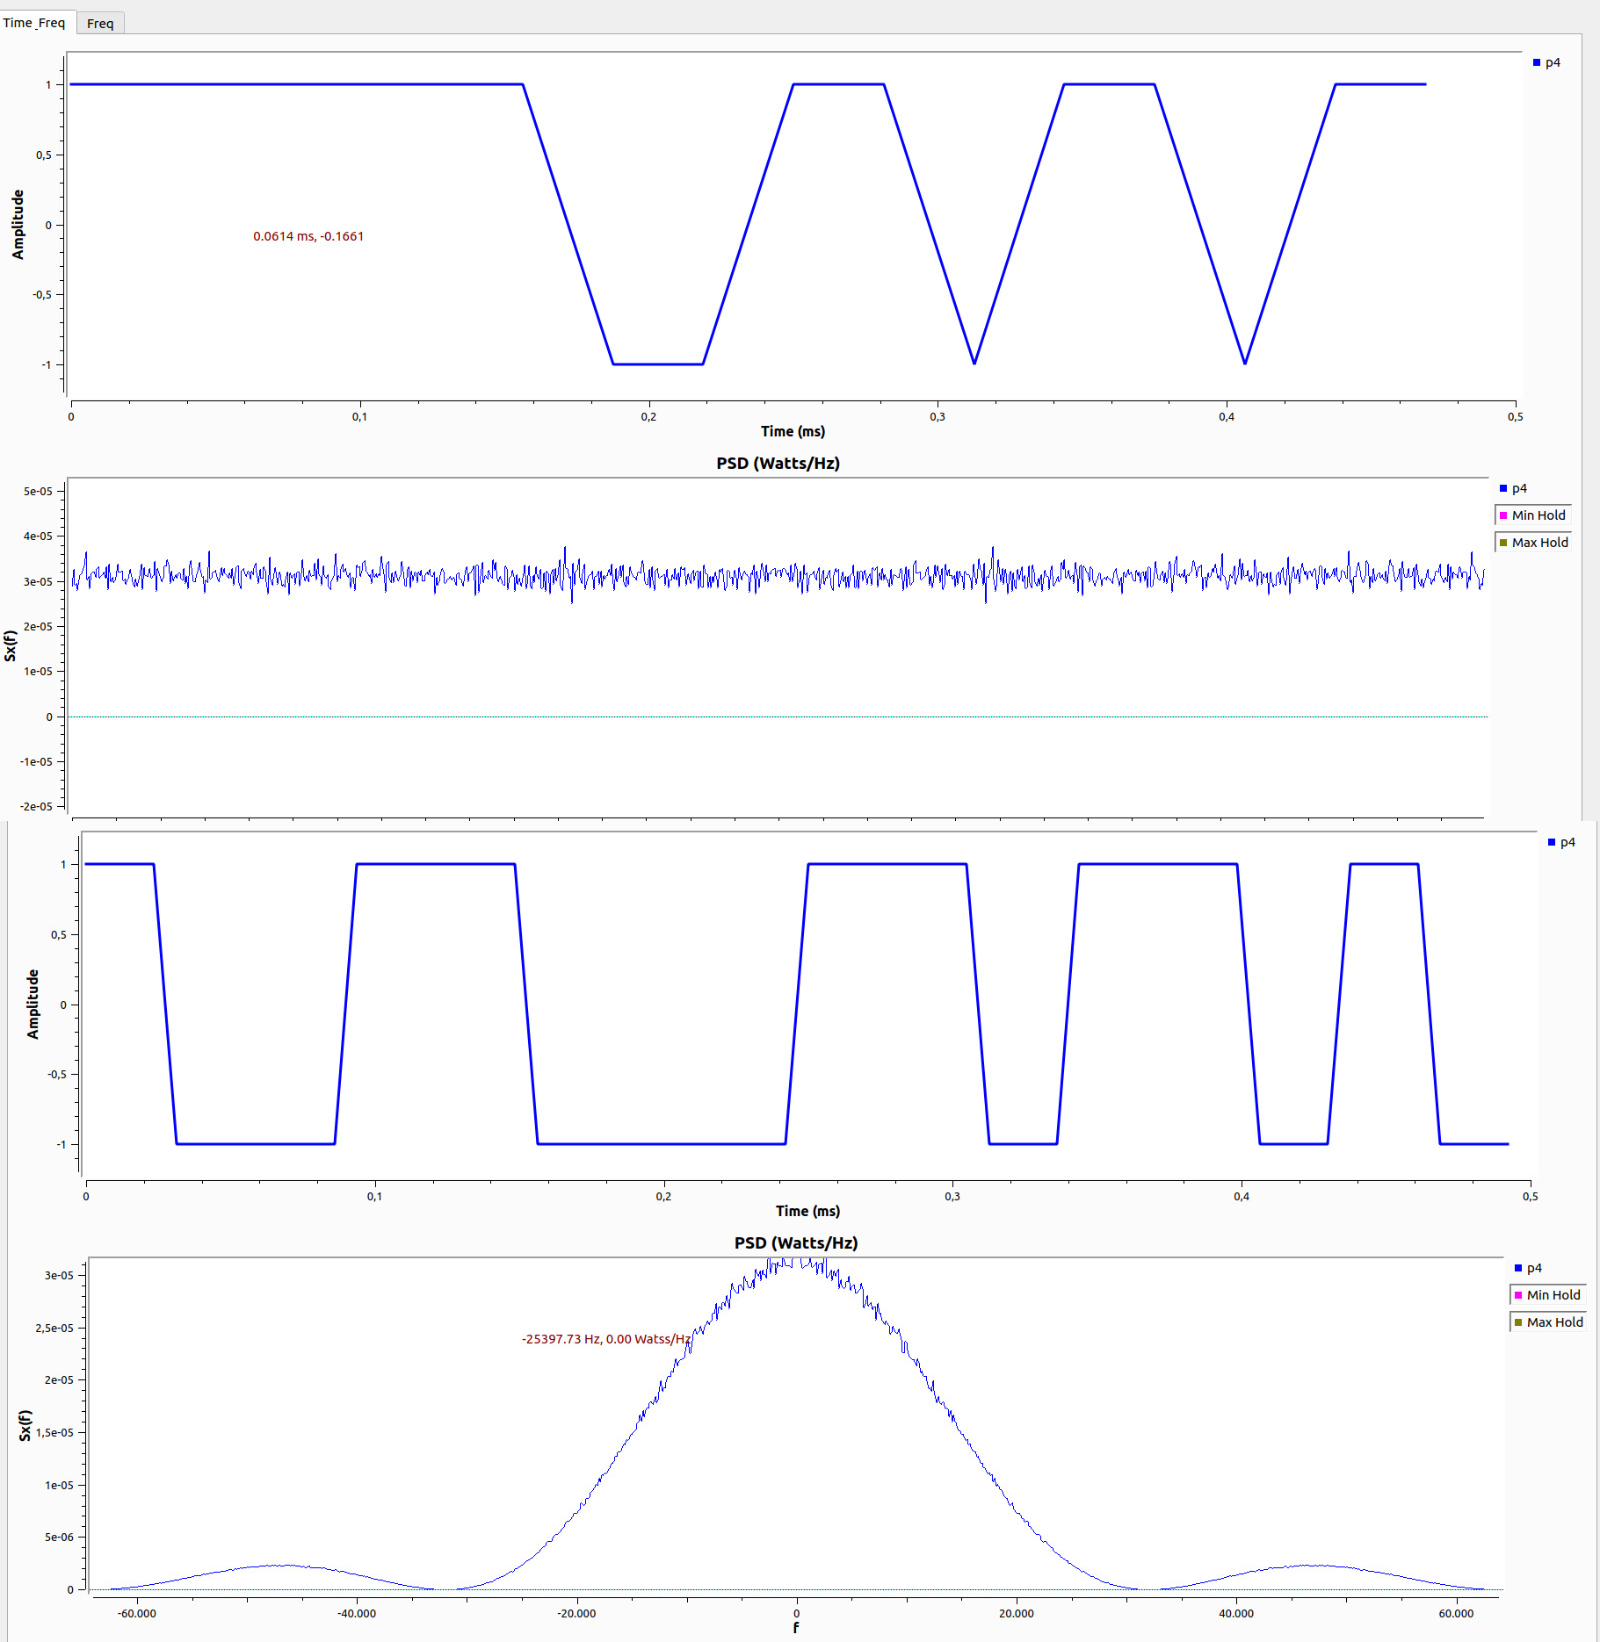 Time_Freq Freq
p4
1
0,5
0
-0,5
-1
Amplitude
0.0614 ms, -0.1661
0 0,1 0,2 0,3 0,4 0,5
Time (ms)
PSD (Watts/Hz)
p4
Min Hold
Max Hold
5e-05
4e-05
3e-05
2e-05
1e-05
0
-1e-05
-2e-05
Sx(f)
p4
1
0,5
0
-0,5
-1
Amplitude
0 0,1 0,2 0,3 0,4 0,5
Time (ms)
PSD (Watts/Hz)
p4
Min Hold
Max Hold
3e-05
2,5e-05
2e-05
1,5e-05
1e-05
5e-06
0
Sx(f)
-25397.73 Hz, 0.00 Watss/Hz
-60.000 -40.000 -20.000 0 20.000 40.000 60.000
f